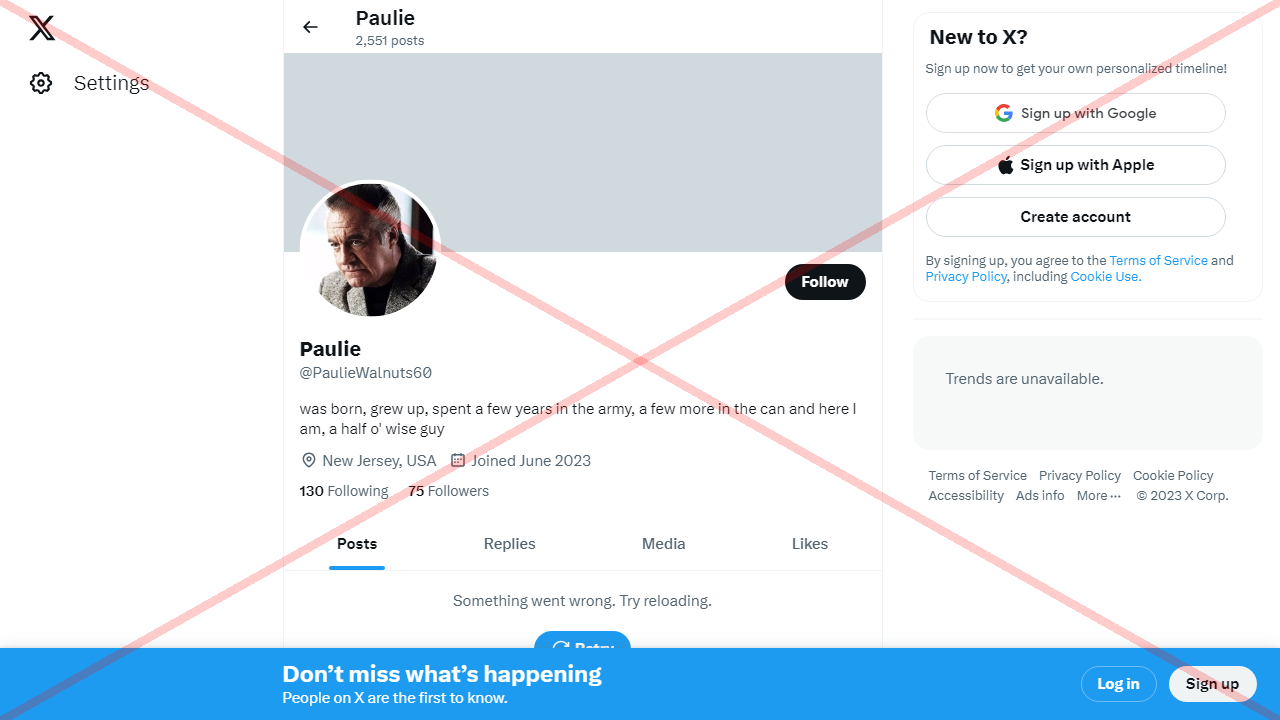 Settings
Paulie
2,551 posts
Follow
Paulie
@PaulieWalnuts60
was born, grew up, spent a few years in the army, a few more in the can and here I
am, a half o' wise guy
New Jersey, USA Joined June 2023
130 Following 75 Followers
Posts Replies Media Likes
Something went wrong. Try reloading.
Retry
New to X?
Sign up now to get your own personalized timeline!
Sign up with Google
Sign up with Apple
Create account
By signing up, you agree to the Terms of Service and
Privacy Policy, including Cookie Use.
Trends are unavailable.
Terms of Service Privacy Policy Cookie Policy
Accessibility Ads info More ··· © 2023 X Corp.
Don’t miss what’s happening
People on X are the first to know.
Log in Sign up